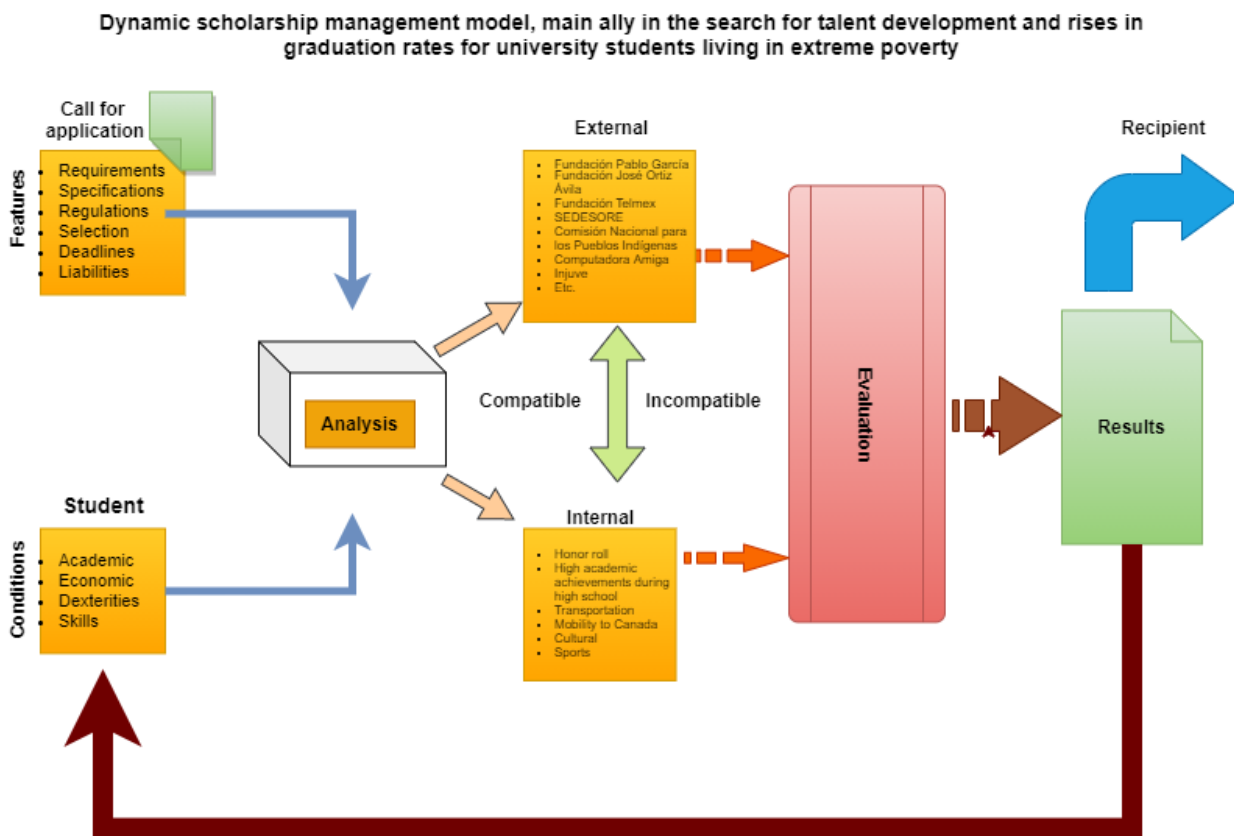 Dynamic scholarship management model, main ally in the search for talent development and rises in
graduation rates for university students living in extreme poverty
Call for
application
Features
• Requirements
• Specifications
• Regulations
• Selection
• Deadlines
• Liabilities
External
• Fundación Pablo García
• Fundación José Ortiz
Ávila
• Fundación Telmex
• SEDESORE
• Comisión Nacional para
• los Pueblos Indígenas
• Computadora Amiga
• Injuve
• Etc.
Recipient
Analysis
Compatible
Incompatible
Evaluation
Results
Student
Conditions
• Academic
• Economic
• Dexterities
• Skills
Internal
• Honor roll
• High academic
achievements during
high school
• Transportation
• Mobility to Canada
• Cultural
• Sports